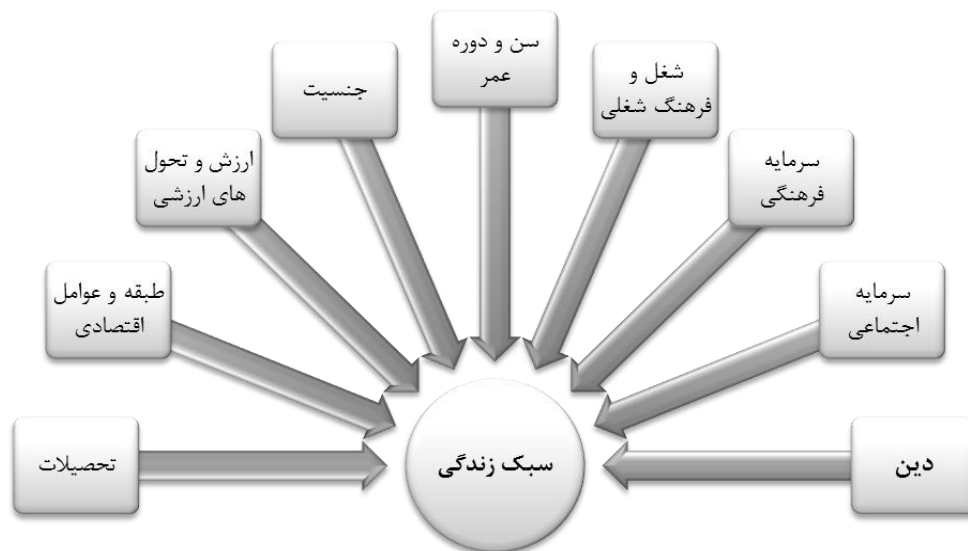 سن و دوره
عمر
شغل و
فرهنگ شغلی
جنسیت
سرمایه
فرهنگی
ارزش و تحول
های ارزشی
سرمایه
اجتماعی
طبقه و عوامل
اقتصادی
دین
سبک زندگی
تحصیلات